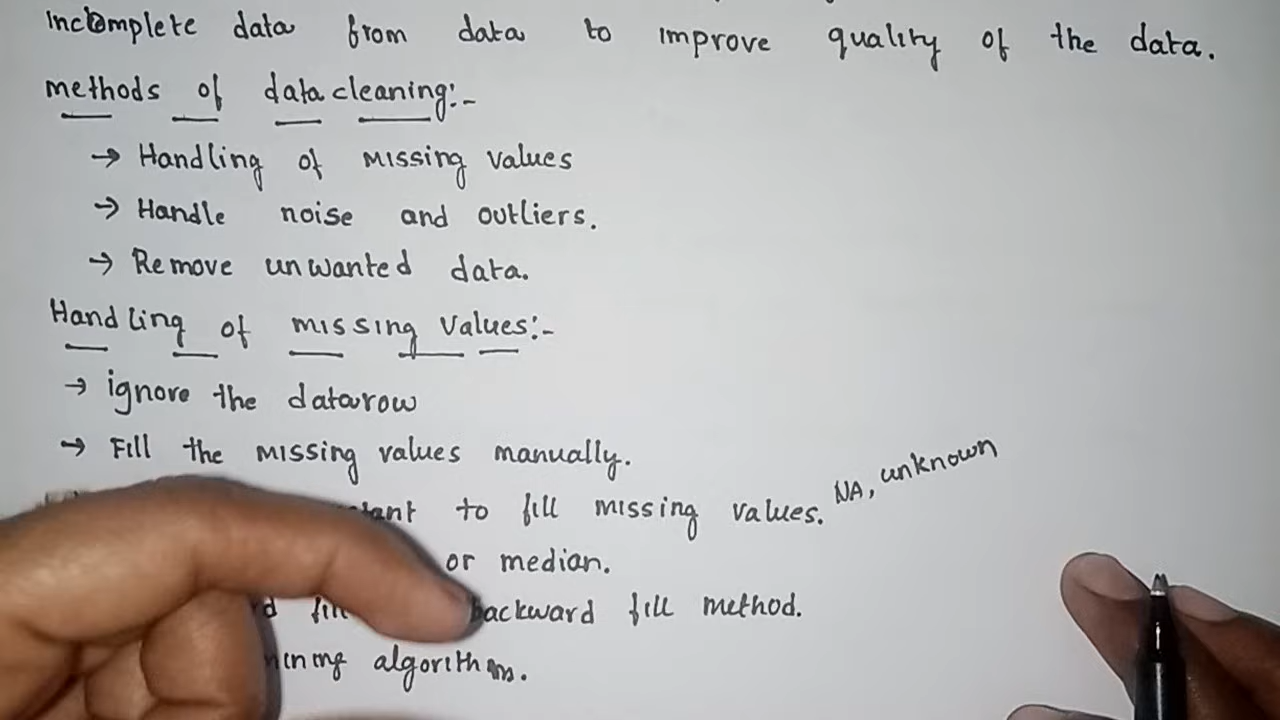 Incomplete data from data to improve quality of the data.
methods of data cleaning:-
→ Handling of missing values
→ Handle noise and outliers.
→ Remove unwanted data.
Handling of missing values:-
→ ignore the datarow
→ Fill the missing values manually.
to fill missing values. NA, unknown
or median.
backward fill method.
algorithm.